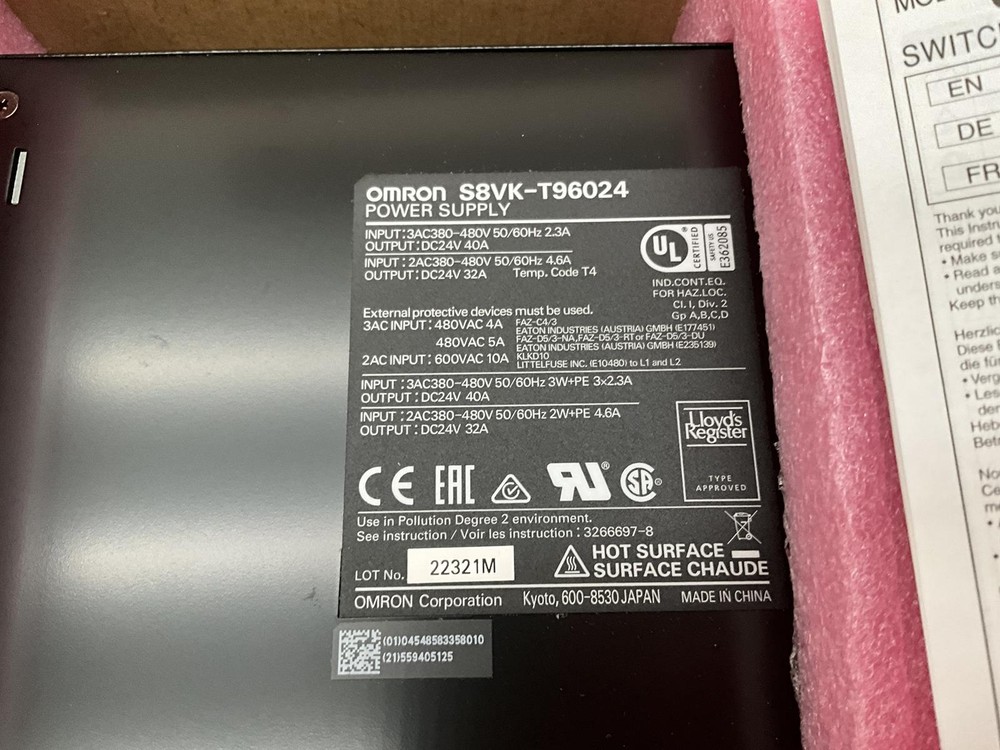 OMRON S8VK-T96024
POWER SUPPLY
INPUT:3AC380-480V 50/60Hz 2.3A
OUTPUT:DC24V 40A
INPUT:2AC380-480V 50/60Hz 4.6A
OUTPUT:DC24V 32A Temp. Code T4
UL
®
CERTIFIED
SAFETY US
E362085
IND.CONT.EQ.
FOR HAZ.LOC.
Cl. I, Div. 2
Gp A,B,C,D
External protective devices must be used.
3AC INPUT: 480VAC 4A FAZ-C4/3
EATON INDUSTRIES (AUSTRIA) GMBH (E177451)
480VAC 5A FAZ-D5/3-NA,FAZ-D5/3-RT or FAZ-D5/3-DU
EATON INDUSTRIES (AUSTRIA) GMBH (E235139)
2AC INPUT: 600VAC 10A KLKD10
LITTELFUSE INC. (E10480) to L1 and L2
INPUT :3AC380-480V 50/60Hz 3W+PE 3×2.3A
OUTPUT:DC24V 40A
INPUT :2AC380-480V 50/60Hz 2W+PE 4.6A
OUTPUT:DC24V 32A
Lloyd's
Register
TYPE
APPROVED
CE EAC RU® SA®
Use in Pollution Degree 2 environment.
See instruction / Voir les instruction : 3266697-8
HOT SURFACE
SURFACE CHAUDE
LOT No. 22321M
OMRON Corporation Kyoto, 600-8530 JAPAN MADE IN CHINA
(01)04548583358010
(21)559405125
SWITC
EN
DE
FR
Thank you
This Instru
required
• Make s
• Read a
unders
Keep th
Herzlic
Diese
die für
• Verg
• Les
des
Heb
Bet